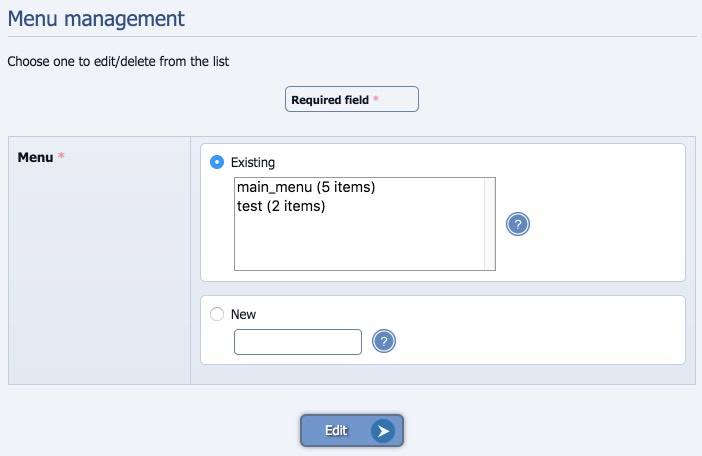 Menu management
Choose one to edit/delete from the list
Required field *
Menu *
Existing
main_menu (5 items)
test (2 items)
?
New
?
Edit